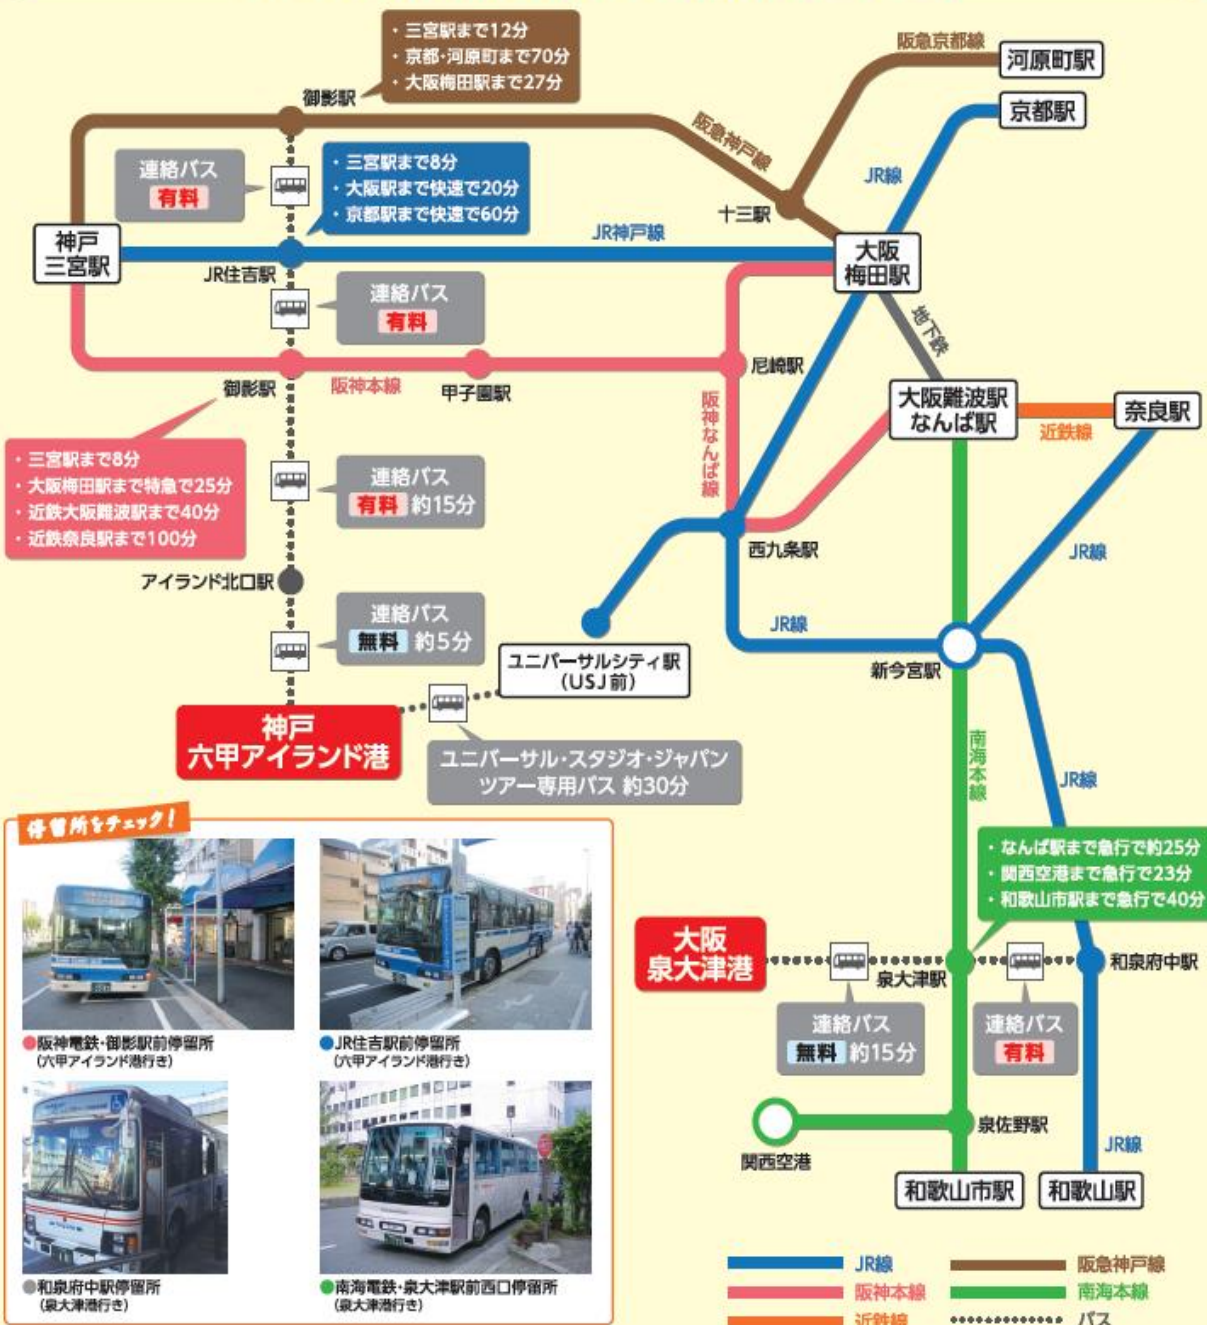 ・三宮駅まで12分
・京都・河原町まで70分
・大阪梅田駅まで27分
阪急京都線
河原町駅
京都駅
御影駅
阪急神戸線
JR線
連絡バス
有料
・三宮駅まで8分
・大阪駅まで快速で20分
・京都駅まで快速で60分
十三駅
神戸
三宮駅
JR住吉駅
JR神戸線
大阪
梅田駅
連絡バス
有料
地下鉄
御影駅
阪神本線
甲子園駅
尼崎駅
阪神なんば線
大阪難波駅
なんば駅
近鉄線
奈良駅
・三宮駅まで8分
・大阪梅田駅まで特急で25分
・近鉄大阪難波駅まで40分
・近鉄奈良駅まで100分
連絡バス
有料 約15分
西九条駅
JR線
アイランド北口駅
連絡バス
無料 約5分
JR線
ユニバーサルシティ駅
(USJ前)
新今宮駅
神戸
六甲アイランド港
ユニバーサル・スタジオ・ジャパン
ツアー専用バス 約30分
南海本線
JR線
停留所をチェック!
・なんば駅まで急行で約25分
・関西空港まで急行で23分
・和歌山市駅まで急行で40分
大阪
泉大津港
泉大津駅
和泉府中駅
連絡バス
無料 約15分
連絡バス
有料
●阪神電鉄・御影駅前停留所
(六甲アイランド港行き)
●JR住吉駅前停留所
(六甲アイランド港行き)
泉佐野駅
関西空港
JR線
和歌山市駅
和歌山駅
●和泉府中駅停留所
(泉大津港行き)
●南海電鉄・泉大津駅前西口停留所
(泉大津港行き)
JR線
阪急神戸線
阪神本線
南海本線
近鉄線
バス